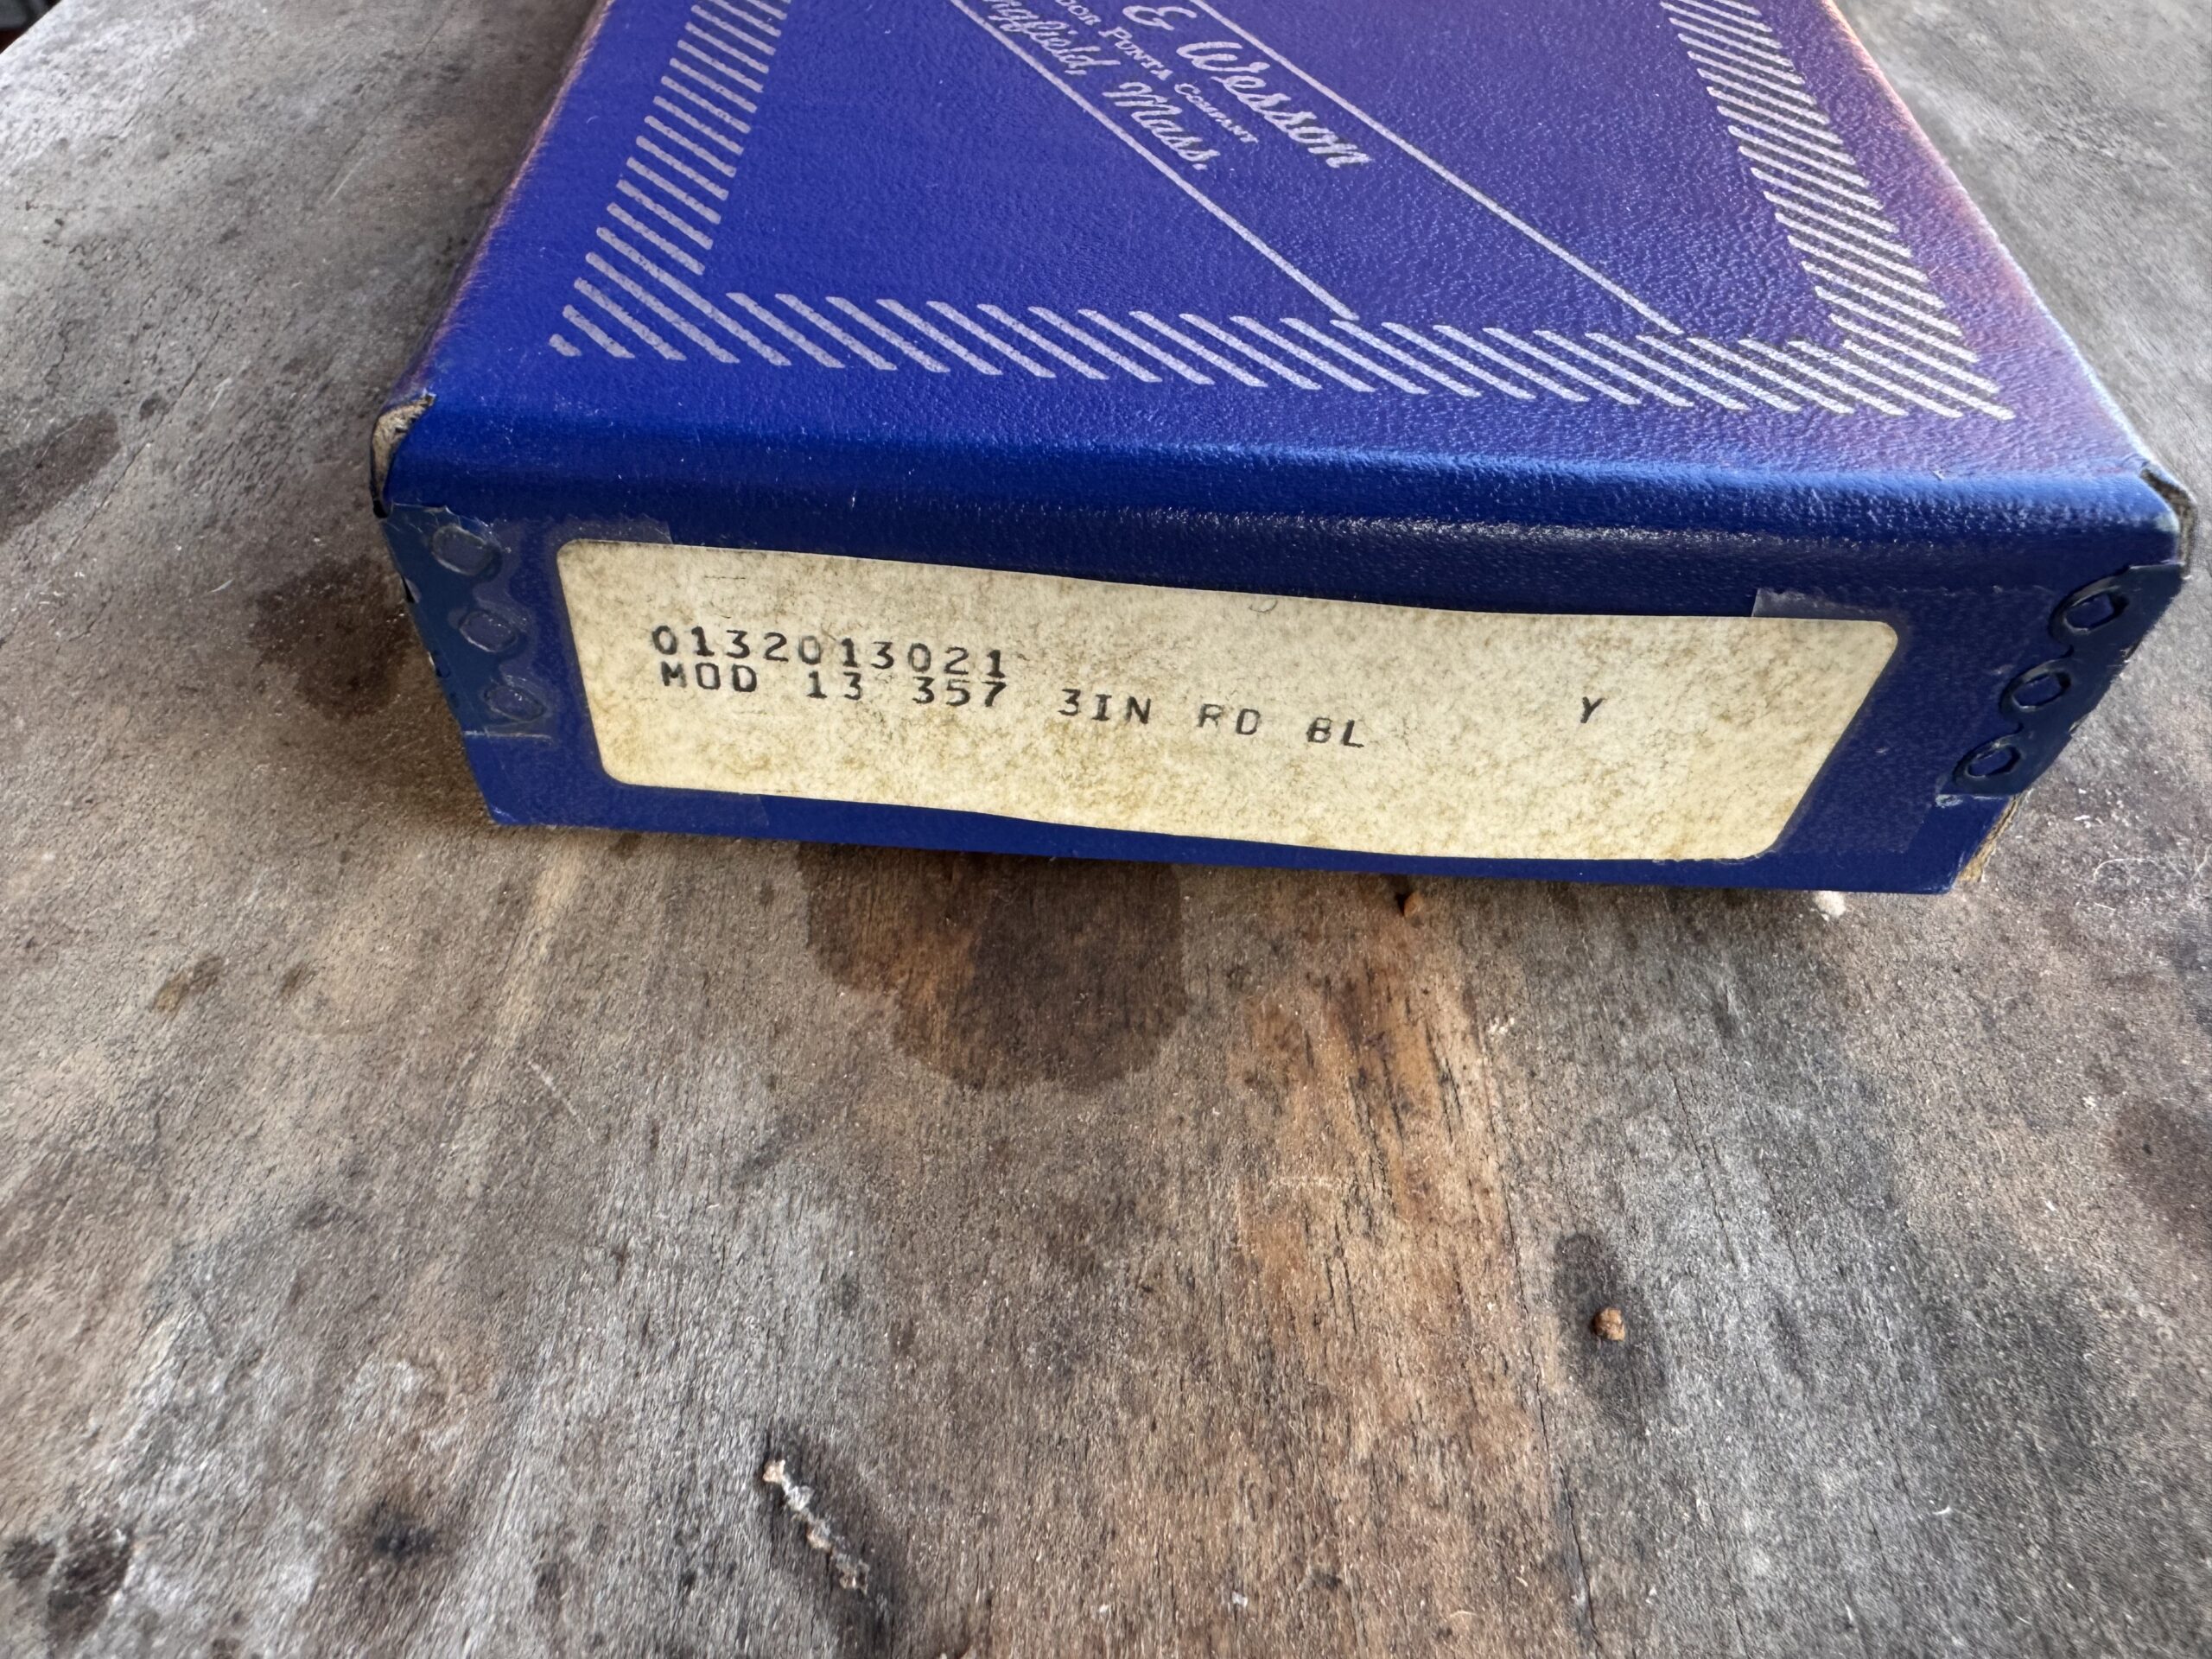 & Wesson
Punta Company
Mass.
0132013021
MOD 13 357 3IN RD BL Y